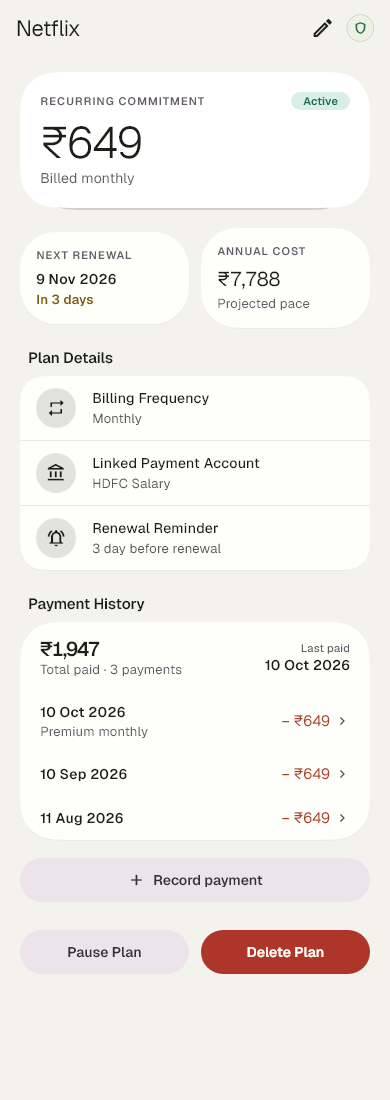 Netflix
RECURRING COMMITMENT
Active
₹649
Billed monthly
NEXT RENEWAL
9 Nov 2026
In 3 days
ANNUAL COST
₹7,788
Projected pace
Plan Details
Billing Frequency
Monthly
Linked Payment Account
HDFC Salary
Renewal Reminder
3 day before renewal
Payment History
₹1,947
Total paid · 3 payments
Last paid
10 Oct 2026
10 Oct 2026
Premium monthly
– ₹649
10 Sep 2026
– ₹649
11 Aug 2026
– ₹649
Record payment
Pause Plan
Delete Plan